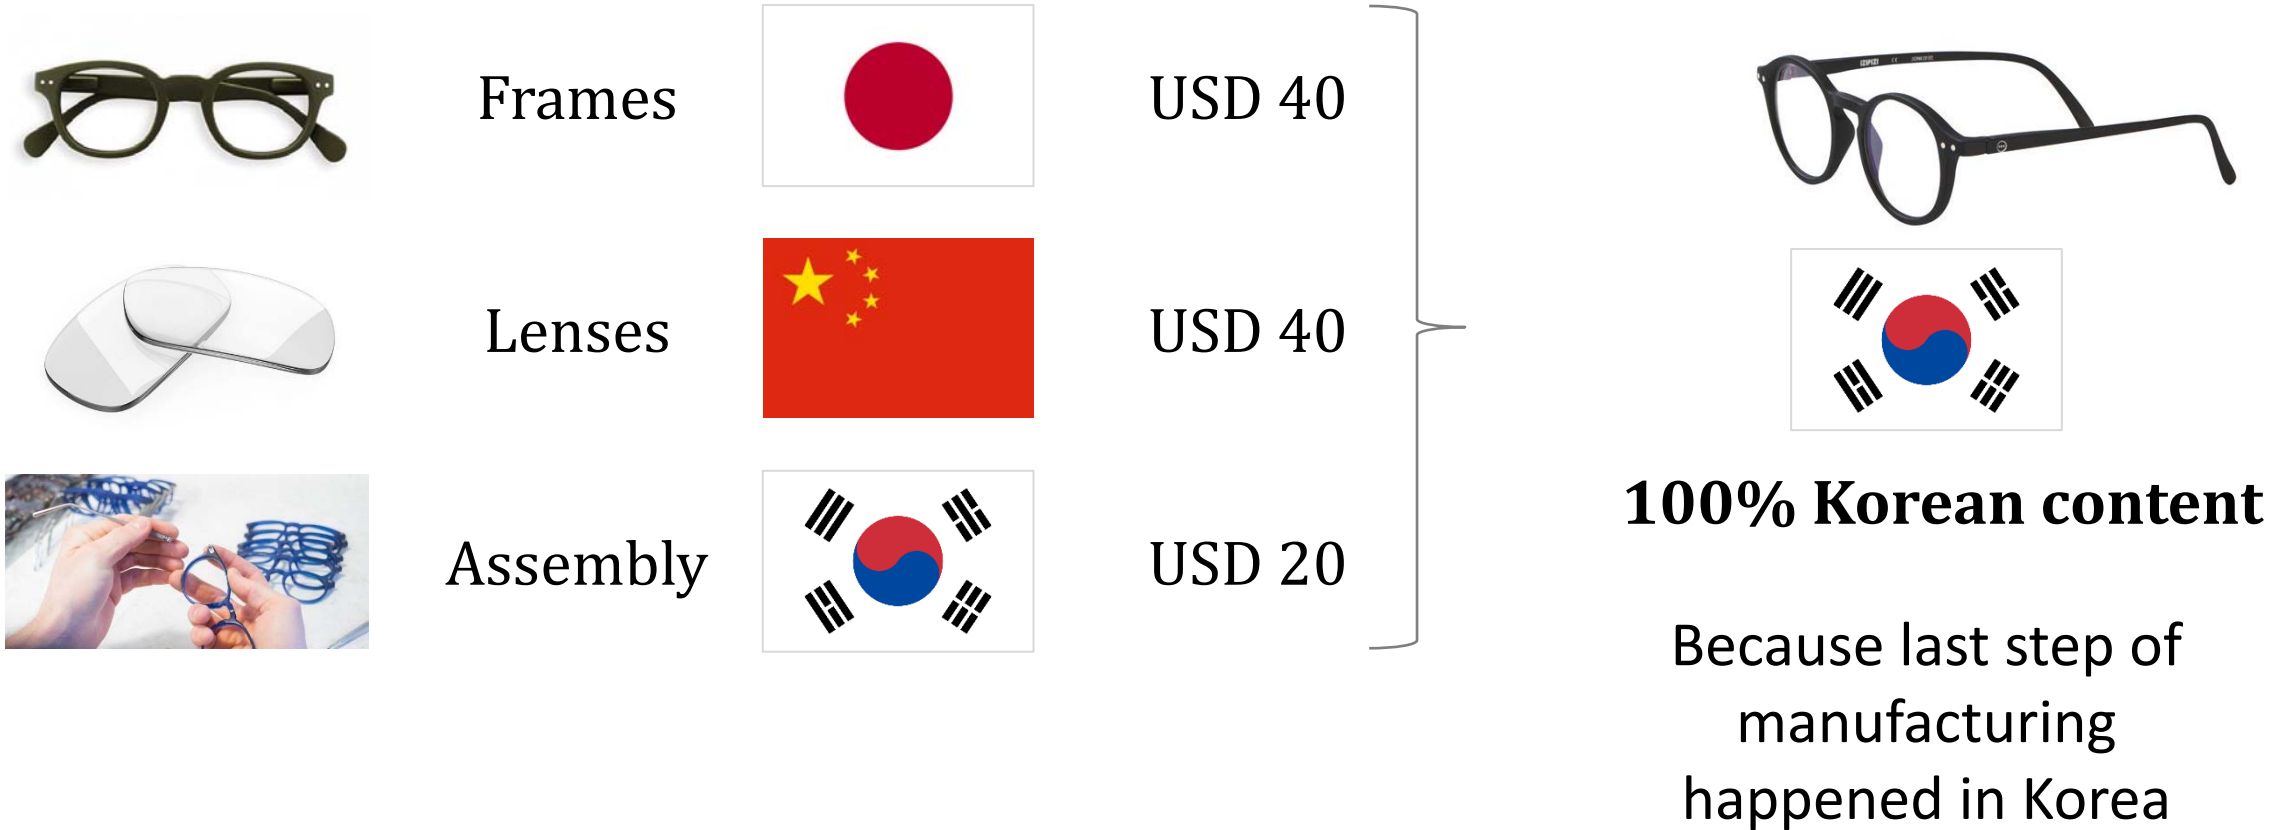 Frames
USD 40
IZIPIZI
Lenses
USD 40
Assembly
USD 20
100% Korean content
Because last step of
manufacturing
happened in Korea